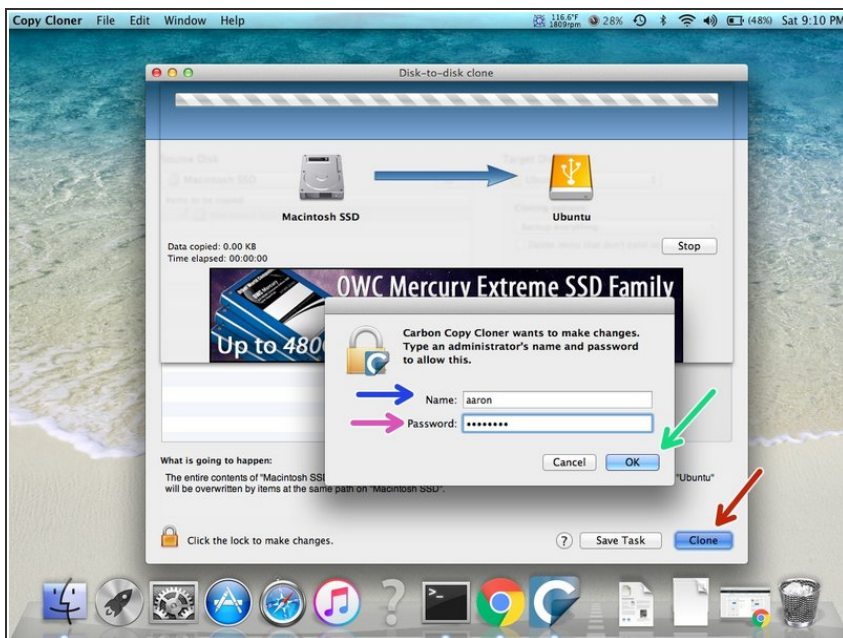 Copy Cloner File Edit Window Help 116.6°F 1809rpm 28% (48%) Sat 9:10 PM
Disk-to-disk clone
Macintosh SSD Ubuntu
Data copied: 0.00 KB
Time elapsed: 00:00:00
Stop
OWC Mercury Extreme SSD Family
Up to 480
Carbon Copy Cloner wants to make changes.
Type an administrator's name and password
to allow this.
Name: aaron
Password: ••••••••
Cancel OK
What is going to happen:
The entire contents of "Macintosh SS "Ubuntu"
will be overwritten by items at the same path on "Macintosh SSD".
Click the lock to make changes. ? Save Task Clone